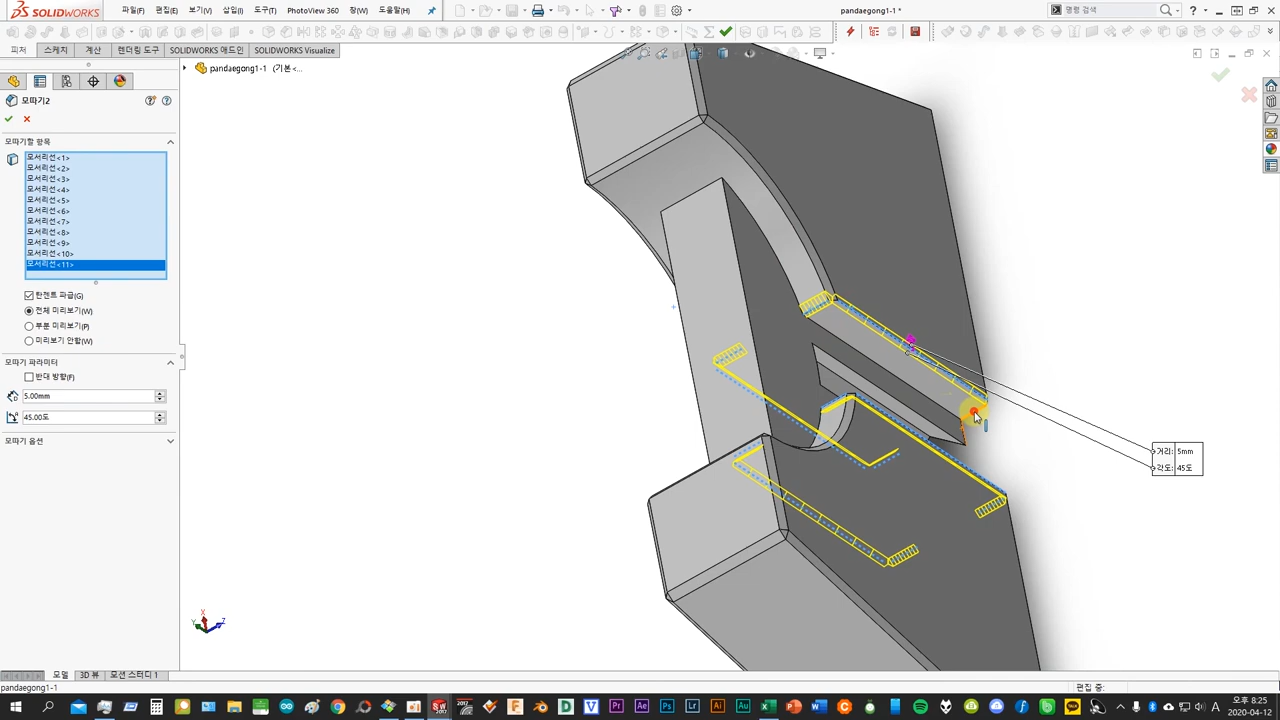 SOLIDWORKS
파일(F) 편집(E) 보기(V) 삽입(I) 도구(T) PhotoView 360 창(W) 도움말(H)
pandaegong1-1 *
명령 검색
피처 스케치 계산 렌더링 도구 SOLIDWORKS 애드인 SOLIDWORKS Visualize
pandaegong1-1 (기본<...
모따기2
모따기할 항목
모서리선<1>
모서리선<2>
모서리선<3>
모서리선<4>
모서리선<5>
모서리선<6>
모서리선<7>
모서리선<8>
모서리선<9>
모서리선<10>
모서리선<11>
탄젠트 파급(G)
전체 미리보기(W)
부분 미리보기(P)
미리보기 안함(W)
모따기 파라미터
반대 방향(F)
5.00mm
45.00도
모따기 옵션
거리: 5mm
각도: 45도
X
Y
Z
모델 3D 뷰 모션 스터디 1
pandaegong1-1
편집 중:
오후 8:25
2020-04-12